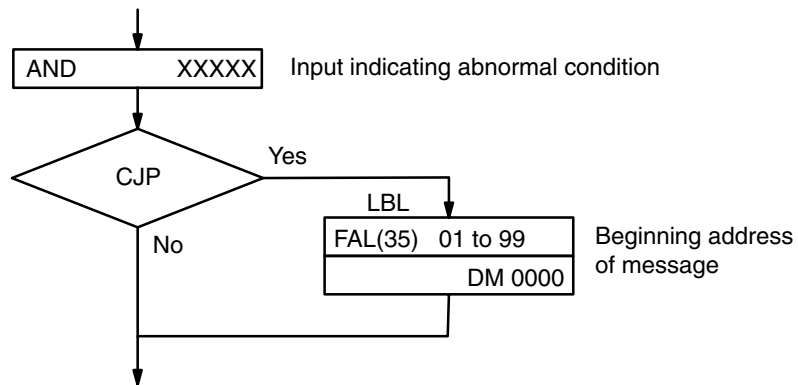 AND XXXXX
Input indicating abnormal condition
CJP
Yes
No
LBL
FAL(35) 01 to 99
DM 0000
Beginning address
of message